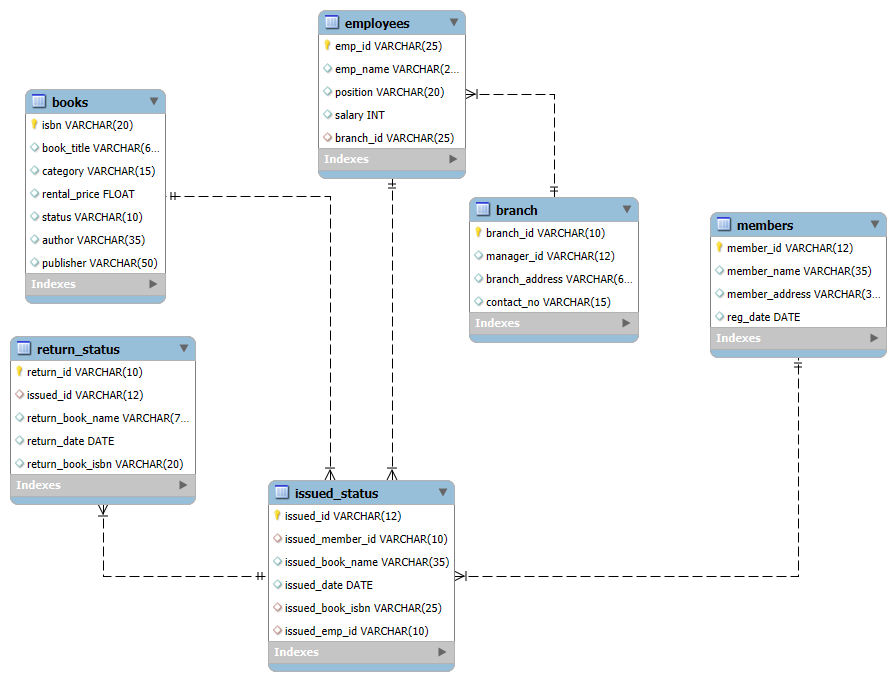 employees
emp_id VARCHAR(25)
emp_name VARCHAR(2...
position VARCHAR(20)
salary INT
branch_id VARCHAR(25)
Indexes
books
isbn VARCHAR(20)
book_title VARCHAR(6...
category VARCHAR(15)
rental_price FLOAT
status VARCHAR(10)
author VARCHAR(35)
publisher VARCHAR(50)
Indexes
branch
branch_id VARCHAR(10)
manager_id VARCHAR(12)
branch_address VARCHAR(6...
contact_no VARCHAR(15)
Indexes
members
member_id VARCHAR(12)
member_name VARCHAR(35)
member_address VARCHAR(3...
reg_date DATE
Indexes
return_status
return_id VARCHAR(10)
issued_id VARCHAR(12)
return_book_name VARCHAR(7...
return_date DATE
return_book_isbn VARCHAR(20)
Indexes
issued_status
issued_id VARCHAR(12)
issued_member_id VARCHAR(10)
issued_book_name VARCHAR(35)
issued_date DATE
issued_book_isbn VARCHAR(25)
issued_emp_id VARCHAR(10)
Indexes